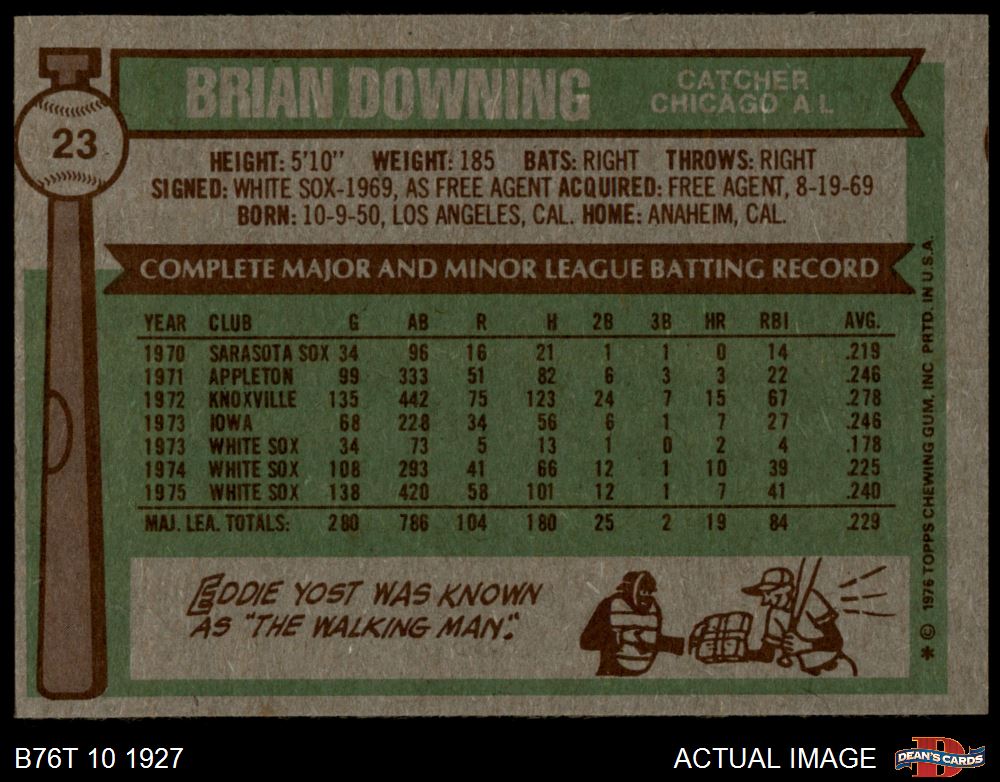 BRIAN DOWNING
CATCHER
CHICAGO A L
23
HEIGHT: 5'10" WEIGHT: 185 BATS: RIGHT THROWS: RIGHT
SIGNED: WHITE SOX-1969, AS FREE AGENT ACQUIRED: FREE AGENT, 8-19-69
BORN: 10-9-50, LOS ANGELES, CAL. HOME: ANAHEIM, CAL.
COMPLETE MAJOR AND MINOR LEAGUE BATTING RECORD
YEAR CLUB G AB R H 2B 3B HR RBI AVG.
1970 SARASOTA SOX 34 96 16 21 1 1 0 14 .219
1971 APPLETON 99 333 51 82 6 3 3 22 .246
1972 KNOXVILLE 135 442 75 123 24 7 15 67 .278
1973 IOWA 68 228 34 56 6 1 7 27 .246
1973 WHITE SOX 34 73 5 13 1 0 2 4 .178
1974 WHITE SOX 108 293 41 66 12 1 10 39 .225
1975 WHITE SOX 138 420 58 101 12 1 7 41 .240
MAJ. LEA. TOTALS: 280 786 104 180 25 2 19 84 .229
EDDIE YOST WAS KNOWN
AS "THE WALKING MAN."
* © 1976 TOPPS CHEWING GUM, INC PRTD. IN U.S.A.
B76T 10 1927
ACTUAL IMAGE
D
DEAN'S CARDS